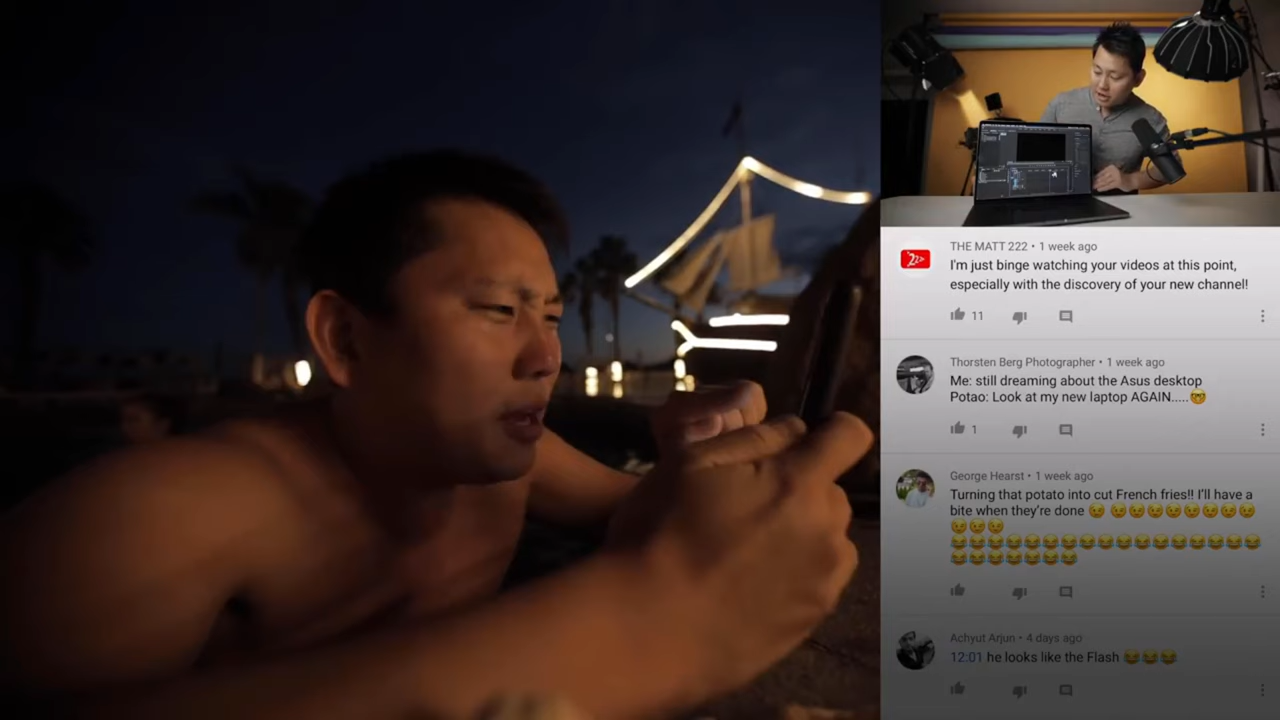 THE MATT 222 • 1 week ago
I'm just binge watching your videos at this point,
especially with the discovery of your new channel!
11
Thorsten Berg Photographer • 1 week ago
Me: still dreaming about the Asus desktop
Potao: Look at my new laptop AGAIN.....🤓
1
George Hearst • 1 week ago
Turning that potato into cut French fries!! I'll have a
bite when they're done 😉 😉😉😉😉😉😉😉😉
😉😉😉
😂😂😂😂😂😂😂😂😂😂😂😂😂😂😂😂😂
😂😂😂😂😂😂😂
Achyut Arjun • 4 days ago
12:01 he looks like the Flash 😂😂😂